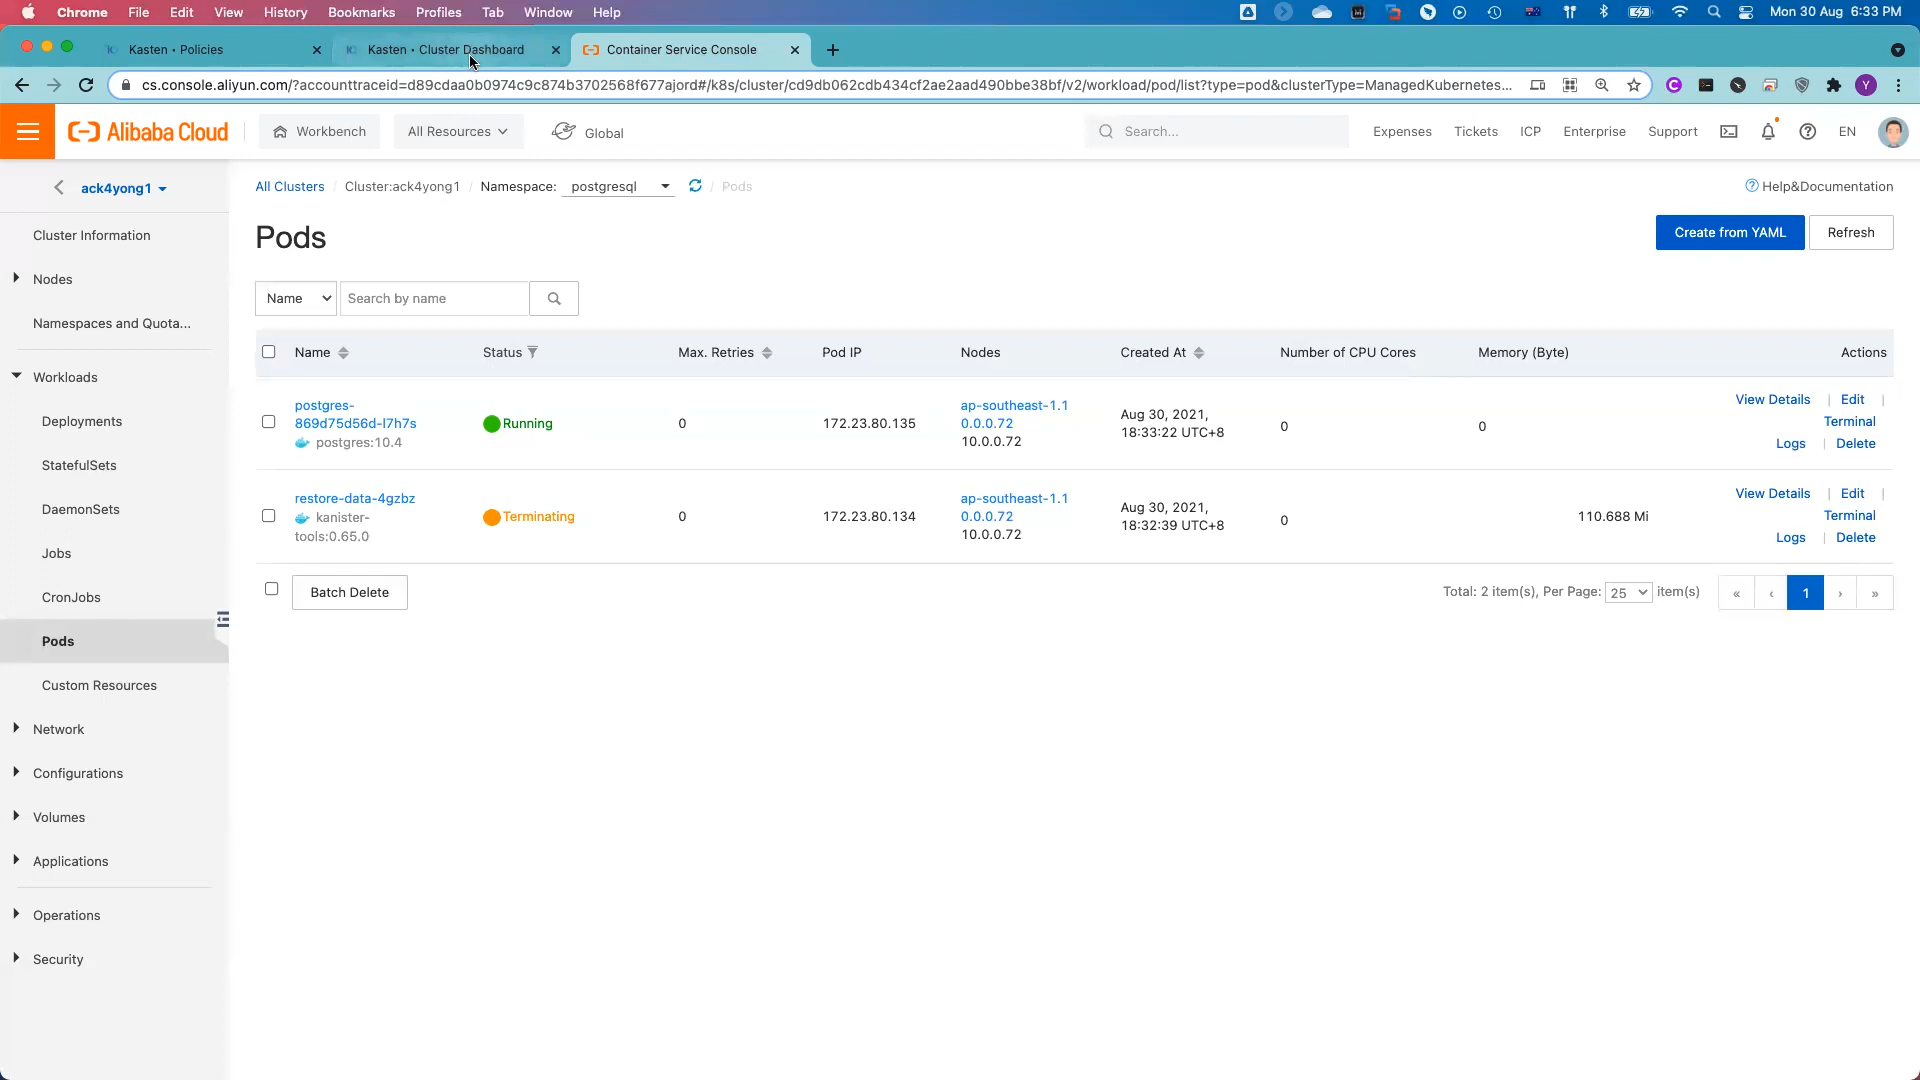 Chrome File Edit View History Bookmarks Profiles Tab Window Help Mon 30 Aug 6:33 PM
Kasten • Policies Kasten • Cluster Dashboard Container Service Console
cs.console.aliyun.com/?accounttraceid=d89cdaa0b0974c9c874b3702568f677ajord#/k8s/cluster/cd9db062cdb434cf2ae2aad490bbe38bf/v2/workload/pod/list?type=pod&clusterType=ManagedKubernetes... Y
Alibaba Cloud Workbench All Resources Global Search... Expenses Tickets ICP Enterprise Support EN
ack4yong1
All Clusters / Cluster:ack4yong1 / Namespace: postgresql / Pods Help&Documentation
Cluster Information
Nodes
Namespaces and Quota...
Workloads
Deployments
StatefulSets
DaemonSets
Jobs
CronJobs
Pods
Custom Resources
Network
Configurations
Volumes
Applications
Operations
Security
Pods
Create from YAML Refresh
Name Search by name
Name Status Max. Retries Pod IP Nodes Created At Number of CPU Cores Memory (Byte) Actions
postgres-
869d75d56d-l7h7s
postgres:10.4
Running
0
172.23.80.135
ap-southeast-1.1
0.0.0.72
10.0.0.72
Aug 30, 2021,
18:33:22 UTC+8
0
0
View Details | Edit |
Terminal
Logs | Delete
restore-data-4gzbz
kanister-
tools:0.65.0
Terminating
0
172.23.80.134
ap-southeast-1.1
0.0.0.72
10.0.0.72
Aug 30, 2021,
18:32:39 UTC+8
0
110.688 Mi
View Details | Edit |
Terminal
Logs | Delete
Batch Delete
Total: 2 item(s), Per Page: 25 item(s) « ‹ 1 › »